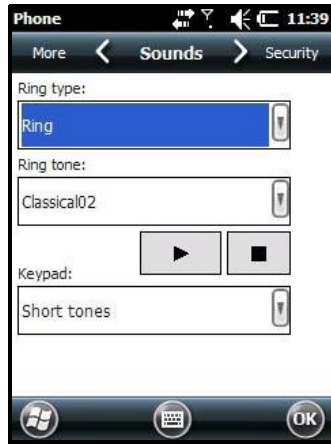 Phone 11:39
More Sounds Security
Ring type:
Ring
Ring tone:
Classical02
Keypad:
Short tones
OK